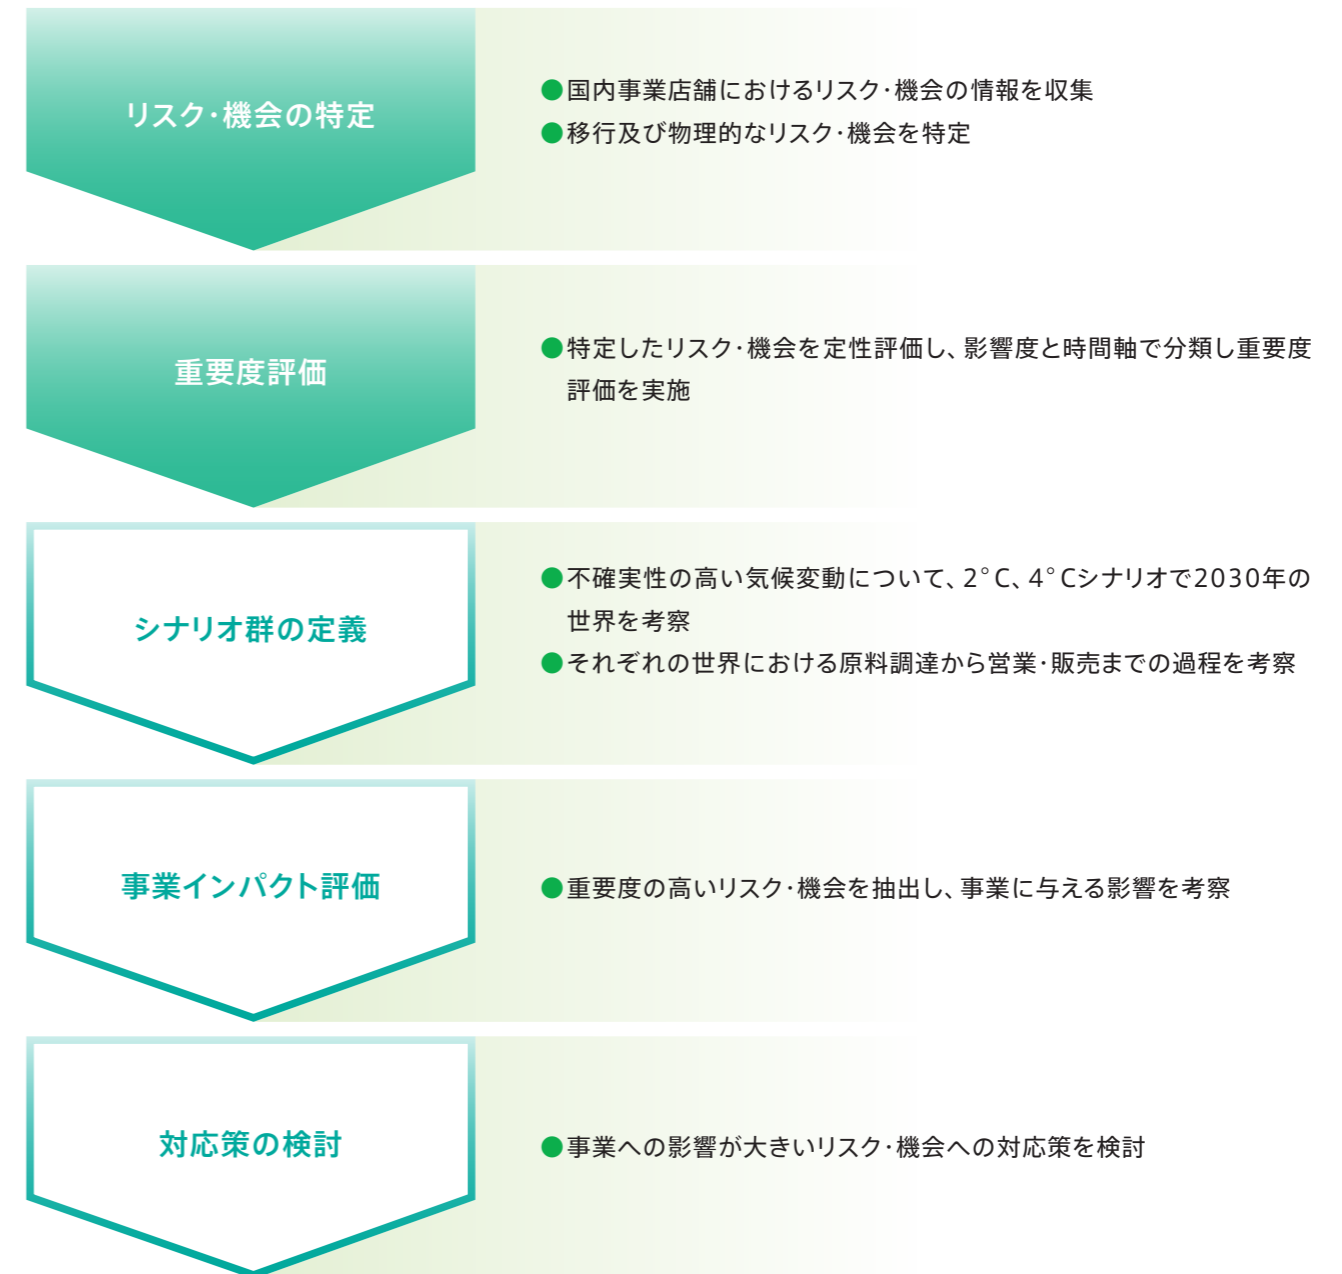 リスク・機会の特定
●国内事業店舗におけるリスク・機会の情報を収集
●移行及び物理的なリスク・機会を特定
重要度評価
●特定したリスク・機会を定性評価し、影響度と時間軸で分類し重要度
評価を実施
シナリオ群の定義
●不確実性の高い気候変動について、2°C、4°Cシナリオで2030年の
世界を考察
●それぞれの世界における原料調達から営業・販売までの過程を考察
事業インパクト評価
●重要度の高いリスク・機会を抽出し、事業に与える影響を考察
対応策の検討
●事業への影響が大きいリスク・機会への対応策を検討